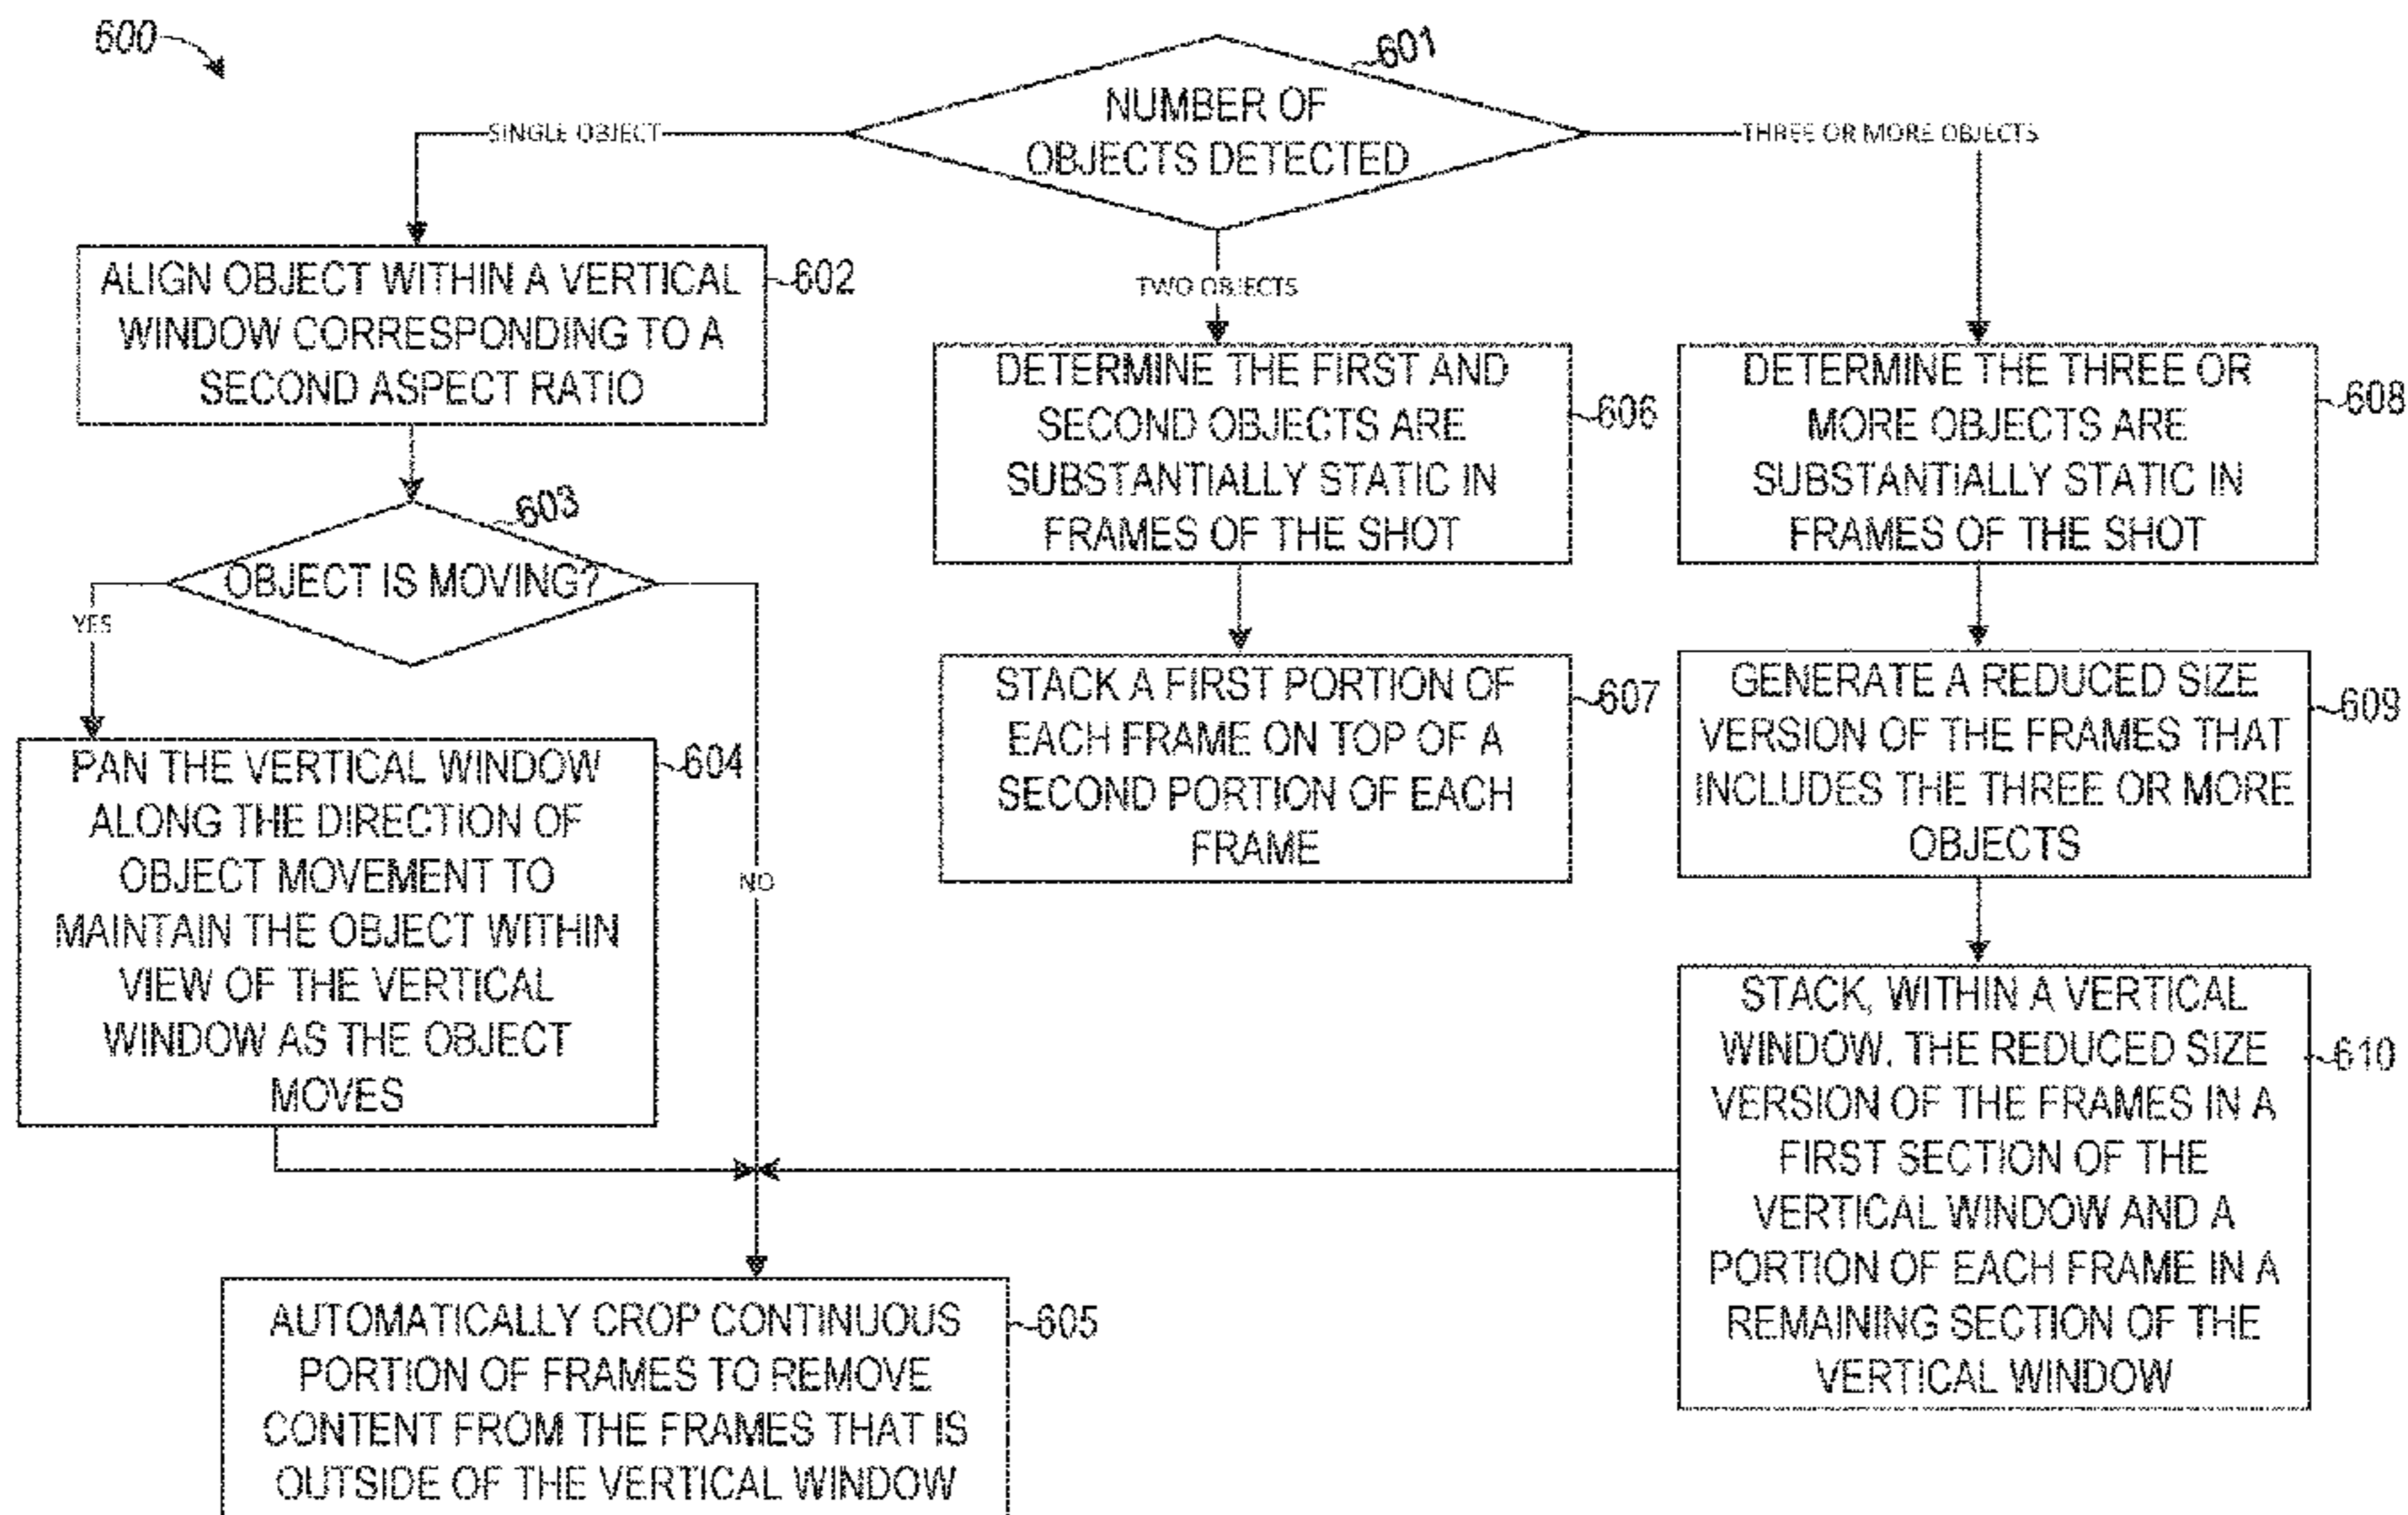 600
601
NUMBER OF
OBJECTS DETECTED
SINGLE OBJECT
THREE OR MORE OBJECTS
TWO OBJECTS
ALIGN OBJECT WITHIN A VERTICAL
WINDOW CORRESPONDING TO A
SECOND ASPECT RATIO
602
603
OBJECT IS MOVING?
YES
NO
PAN THE VERTICAL WINDOW
ALONG THE DIRECTION OF
OBJECT MOVEMENT TO
MAINTAIN THE OBJECT WITHIN
VIEW OF THE VERTICAL
WINDOW AS THE OBJECT
MOVES
604
AUTOMATICALLY CROP CONTINUOUS
PORTION OF FRAMES TO REMOVE
CONTENT FROM THE FRAMES THAT IS
OUTSIDE OF THE VERTICAL WINDOW
605
DETERMINE THE FIRST AND
SECOND OBJECTS ARE
SUBSTANTIALLY STATIC IN
FRAMES OF THE SHOT
606
STACK A FIRST PORTION OF
EACH FRAME ON TOP OF A
SECOND PORTION OF EACH
FRAME
607
DETERMINE THE THREE OR
MORE OBJECTS ARE
SUBSTANTIALLY STATIC IN
FRAMES OF THE SHOT
608
GENERATE A REDUCED SIZE
VERSION OF THE FRAMES THAT
INCLUDES THE THREE OR MORE
OBJECTS
609
STACK, WITHIN A VERTICAL
WINDOW, THE REDUCED SIZE
VERSION OF THE FRAMES IN A
FIRST SECTION OF THE
VERTICAL WINDOW AND A
PORTION OF EACH FRAME IN A
REMAINING SECTION OF THE
VERTICAL WINDOW
610